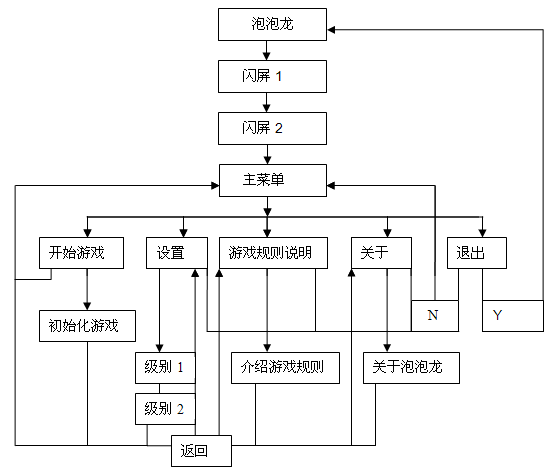 泡泡龙
闪屏 1
闪屏 2
主菜单
开始游戏
设置
游戏规则说明
关于
退出
初始化游戏
N
Y
级别 1
介绍游戏规则
关于泡泡龙
级别 2
返回